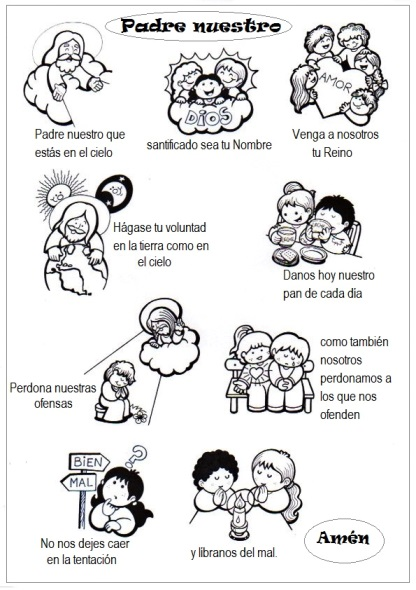 Padre nuestro
Padre nuestro que
estás en el cielo
DIOS
santificado sea tu Nombre
AMOR
Venga a nosotros
tu Reino
Hágase tu voluntad
en la tierra como en
el cielo
Danos hoy nuestro
pan de cada dia
Perdona nuestras
ofensas
como también
nosotros
perdonamos a
los que nos
ofenden
BIEN
MAL
?
No nos dejes caer
en la tentación
y libranos del mal.
Amén